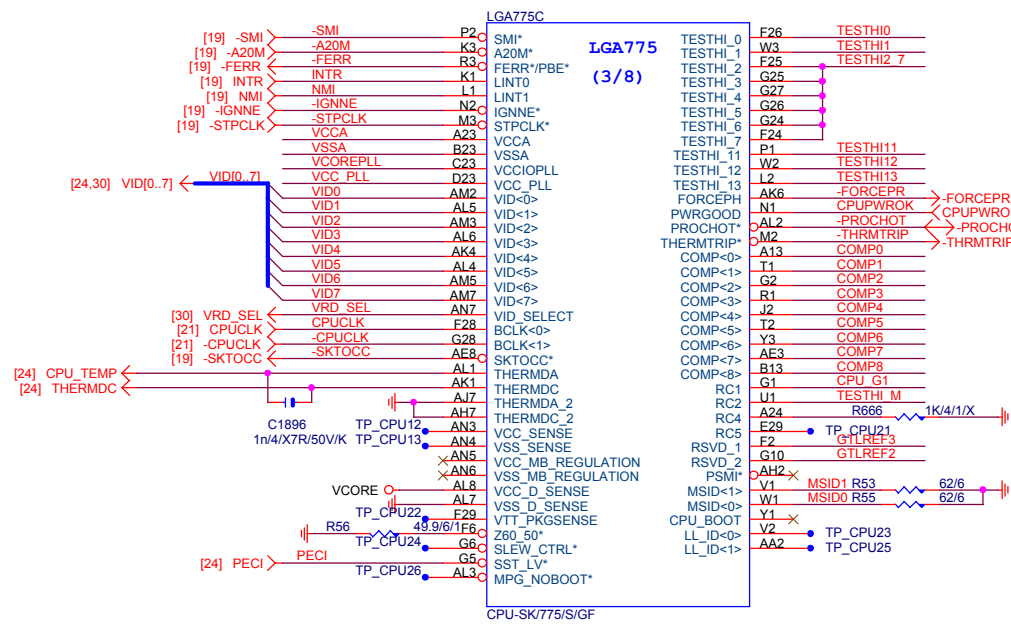 LGA775C
LGA775
(3/8)
[19] -SMI -SMI P2 SMI* TESTHI_0 F26 TESTHI0
[19] -A20M -A20M K3 A20M* TESTHI_1 W3 TESTHI1
[19] -FERR -FERR R3 FERR*/PBE* TESTHI_2 F25 TESTHI2_7
[19] INTR INTR K1 LINT0 TESTHI_3 G25
[19] NMI NMI L1 LINT1 TESTHI_4 G27
[19] -IGNNE -IGNNE N2 IGNNE* TESTHI_5 G26
[19] -STPCLK -STPCLK M3 STPCLK* TESTHI_6 G24
VCCA A23 VCCA TESTHI_7 F24
VSSA B23 VSSA TESTHI_11 P1 TESTHI11
VCOREPLL C23 VCCIOPLL TESTHI_12 W2 TESTHI12
[24,30] VID[0..7] VID[0..7] VCC_PLL D23 VCC_PLL TESTHI_13 L2 TESTHI13
VID0 AM2 VID<0> FORCEPH AK6 -FORCEPR -FORCEPR
VID1 AL5 VID<1> PWRGOOD N1 CPUPWROK CPUPWRO
VID2 AM3 VID<2> PROCHOT* AL2 -PROCHOT -PROCHO
VID3 AL6 VID<3> THERMTRIP* M2 -THRMTRIP -THRMTRIP
VID4 AK4 VID<4> COMP<0> A13 COMP0
VID5 AL4 VID<5> COMP<1> T1 COMP1
VID6 AM5 VID<6> COMP<2> G2 COMP2
VID7 AM7 VID<7> COMP<3> R1 COMP3
[30] VRD_SEL VRD_SEL AN7 VID_SELECT COMP<4> J2 COMP4
[21] CPUCLK CPUCLK F28 BCLK<0> COMP<5> T2 COMP5
[21] -CPUCLK -CPUCLK G28 BCLK<1> COMP<6> Y3 COMP6
[19] -SKTOCC -SKTOCC AE8 SKTOCC* COMP<7> AE3 COMP7
[24] CPU_TEMP AL1 THERMDA COMP<8> B13 COMP8
[24] THERMDC AK1 THERMDC RC1 G1 CPU_G1
AJ7 THERMDA_2 RC2 U1 TESTHI_M
C1896 AH7 THERMDC_2 RC4 A24 R666 1K/4/1/X
1n/4/X7R/50V/K TP_CPU12 AN3 VCC_SENSE RC5 E29 TP_CPU21
TP_CPU13 AN4 VSS_SENSE RSVD_1 F2 GTLREF3
AN5 VCC_MB_REGULATION RSVD_2 G10 GTLREF2
AN6 VSS_MB_REGULATION PSMI* AH2
VCORE AL8 VCC_D_SENSE MSID<1> V1 MSID1 R53 62/6
AL7 VSS_D_SENSE MSID<0> W1 MSID0 R55 62/6
TP_CPU22 F29 VTT_PKGSENSE CPU_BOOT Y1
R56 49.9/6/1 F6 Z60_50* LL_ID<0> V2 TP_CPU23
TP_CPU24 G6 SLEW_CTRL* LL_ID<1> AA2 TP_CPU25
[24] PECI PECI G5 SST_LV*
TP_CPU26 AL3 MPG_NOBOOT*
CPU-SK/775/S/GF